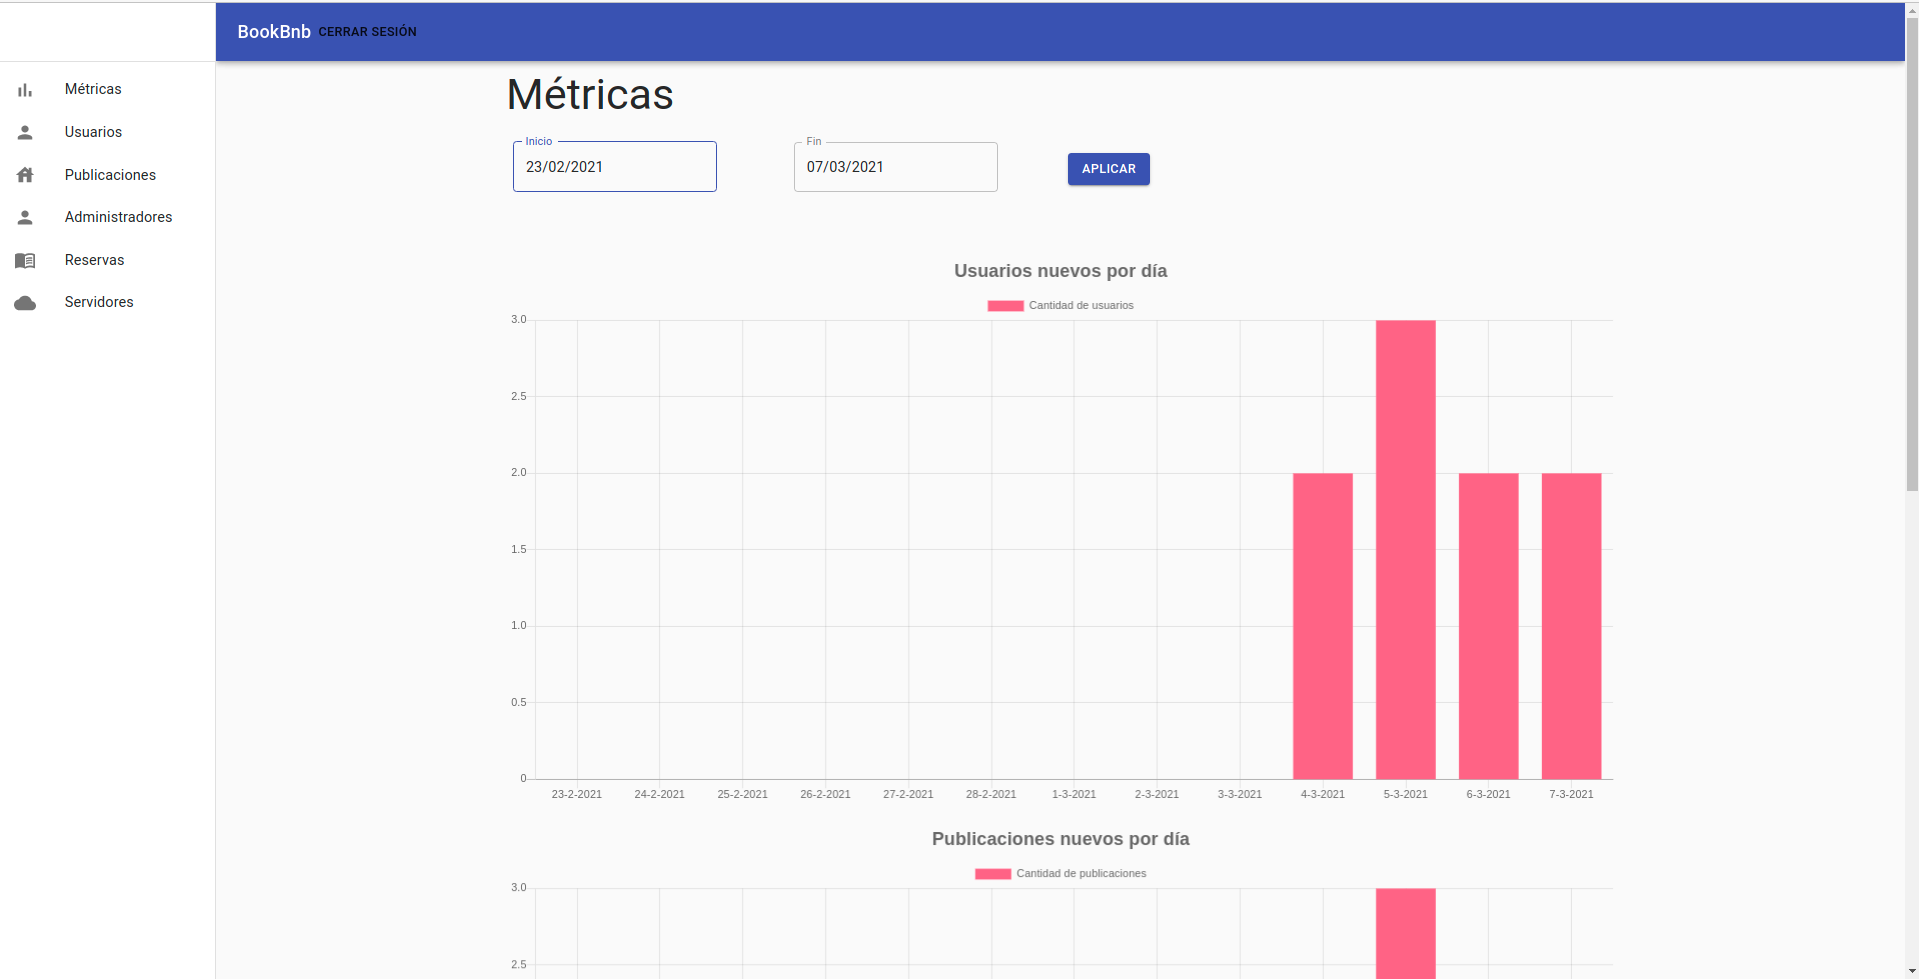 BookBnb CERRAR SESIÓN
Métricas
Usuarios
Publicaciones
Administradores
Reservas
Servidores
Métricas
Inicio
23/02/2021
Fin
07/03/2021
APLICAR
Usuarios nuevos por día
Cantidad de usuarios
3.0
2.5
2.0
1.5
1.0
0.5
0
23-2-2021 24-2-2021 25-2-2021 26-2-2021 27-2-2021 28-2-2021 1-3-2021 2-3-2021 3-3-2021 4-3-2021 5-3-2021 6-3-2021 7-3-2021
Publicaciones nuevos por día
Cantidad de publicaciones
3.0
2.5